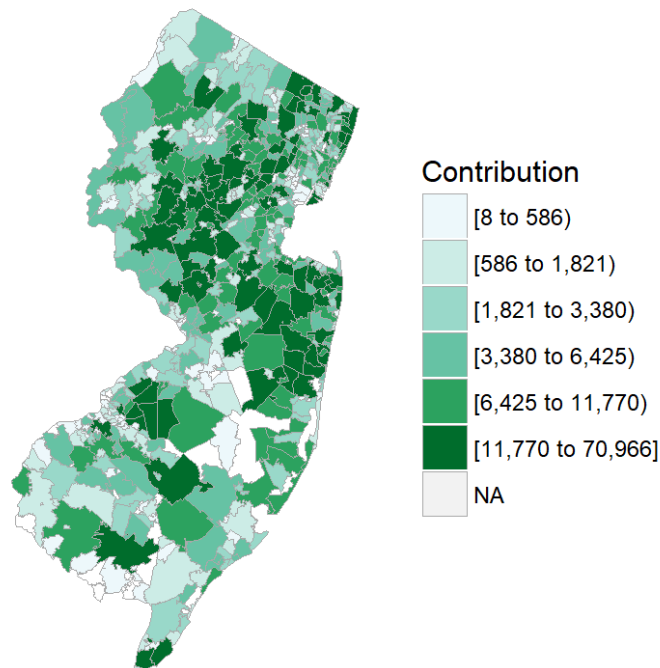 Contribution
[8 to 586)
[586 to 1,821)
[1,821 to 3,380)
[3,380 to 6,425)
[6,425 to 11,770)
[11,770 to 70,966]
NA